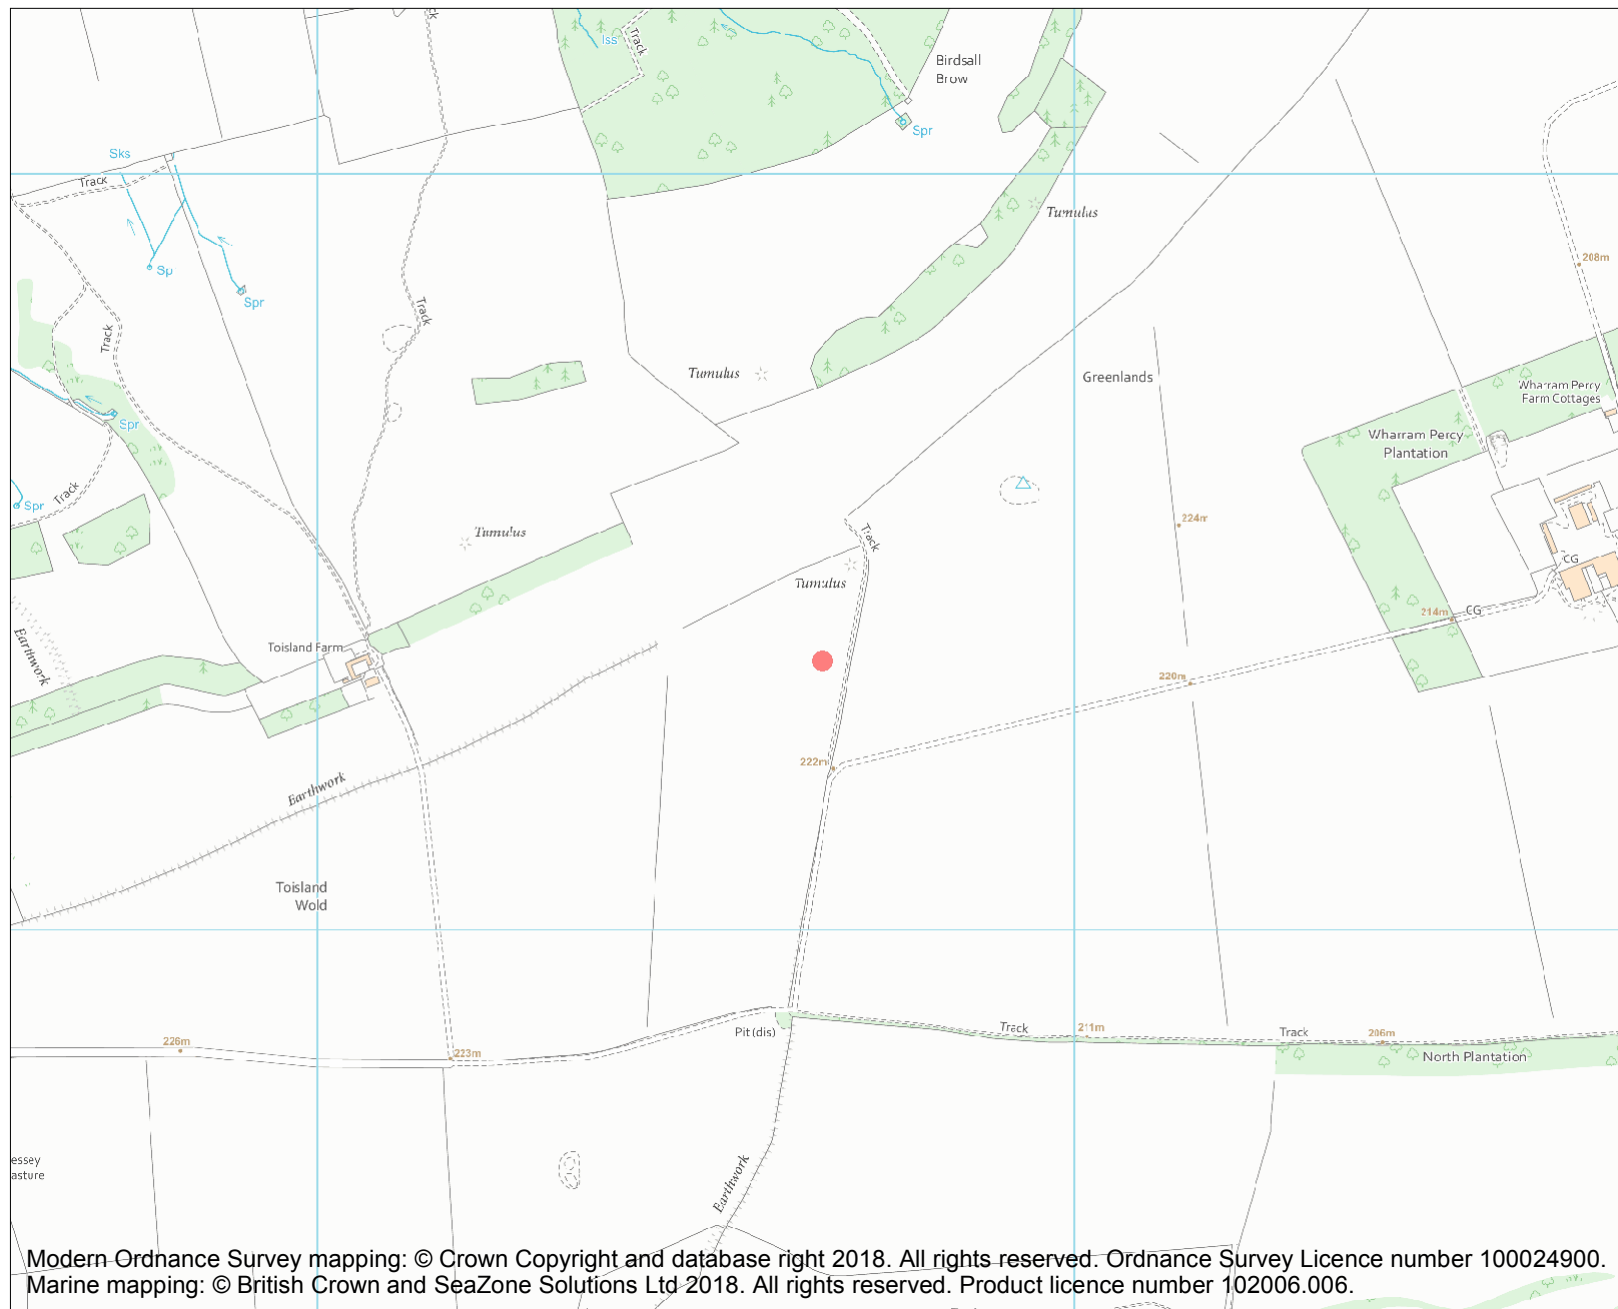 Track
Iss
Track
Birdsall
Brow
Spr
Sks
Track
Tumulus
Sp
Spr
208m
Track
Track
Tumulus
Greenlands
Wharram Percy
Farm Cottages
Spr
Wharram Percy
Plantation
Track
Spr
Tumulus
224m
Track
CG
Tumulus
214m
CG
Earthwork
Toisland Farm
220m
222m
Earthwork
Toisland
Wold
Pit (dis)
Track
211m
Track
206m
226m
223m
North Plantation
essey
asture
Earthwork
Modern Ordnance Survey mapping: © Crown Copyright and database right 2018. All rights reserved. Ordnance Survey Licence number 100024900.
Marine mapping: © British Crown and SeaZone Solutions Ltd 2018. All rights reserved. Product licence number 102006.006.